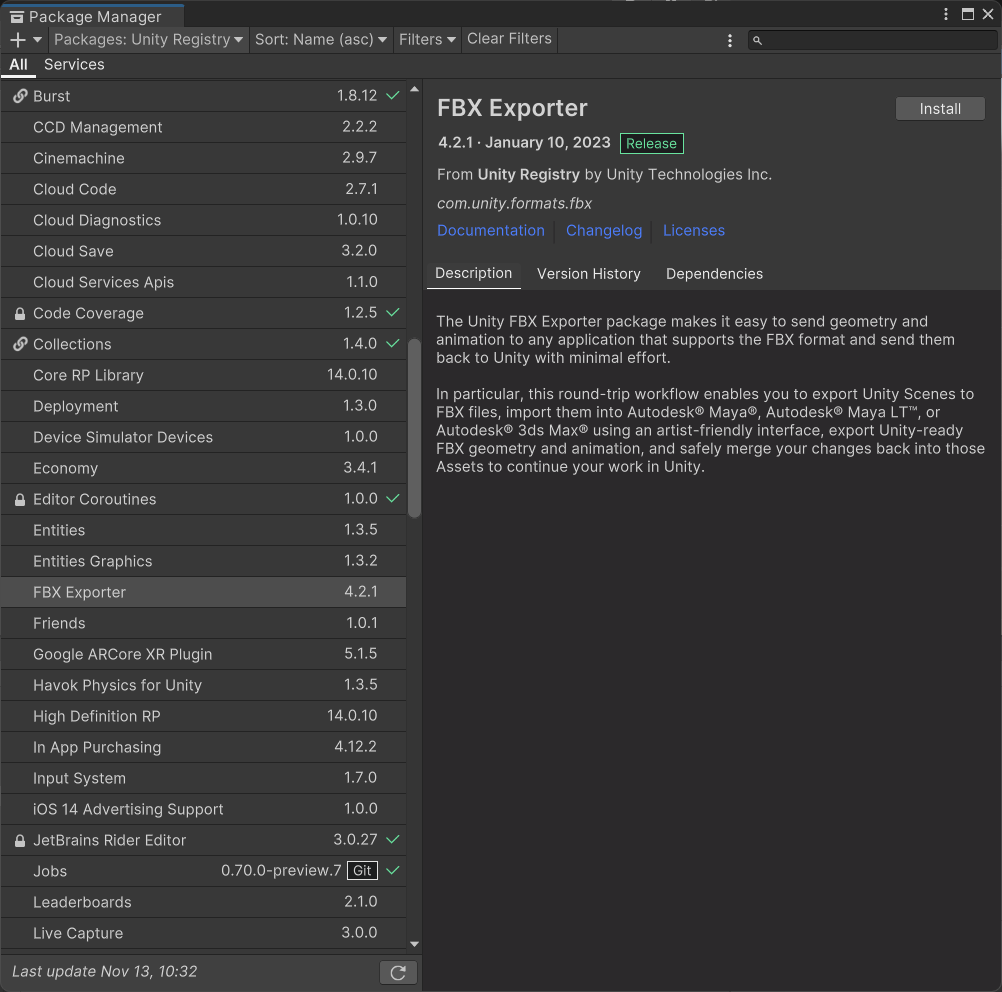 Package Manager
Packages: Unity Registry Sort: Name (asc) Filters Clear Filters
All Services
Burst 1.8.12
CCD Management 2.2.2
Cinemachine 2.9.7
Cloud Code 2.7.1
Cloud Diagnostics 1.0.10
Cloud Save 3.2.0
Cloud Services Apis 1.1.0
Code Coverage 1.2.5
Collections 1.4.0
Core RP Library 14.0.10
Deployment 1.3.0
Device Simulator Devices 1.0.0
Economy 3.4.1
Editor Coroutines 1.0.0
Entities 1.3.5
Entities Graphics 1.3.2
FBX Exporter 4.2.1
Friends 1.0.1
Google ARCore XR Plugin 5.1.5
Havok Physics for Unity 1.3.5
High Definition RP 14.0.10
In App Purchasing 4.12.2
Input System 1.7.0
iOS 14 Advertising Support 1.0.0
JetBrains Rider Editor 3.0.27
Jobs 0.70.0-preview.7 Git
Leaderboards 2.1.0
Live Capture 3.0.0
Last update Nov 13, 10:32
FBX Exporter
Install
4.2.1 · January 10, 2023 Release
From Unity Registry by Unity Technologies Inc.
com.unity.formats.fbx
Documentation Changelog Licenses
Description Version History Dependencies
The Unity FBX Exporter package makes it easy to send geometry and
animation to any application that supports the FBX format and send them
back to Unity with minimal effort.
In particular, this round-trip workflow enables you to export Unity Scenes to
FBX files, import them into Autodesk® Maya®, Autodesk® Maya LT™, or
Autodesk® 3ds Max® using an artist-friendly interface, export Unity-ready
FBX geometry and animation, and safely merge your changes back into those
Assets to continue your work in Unity.